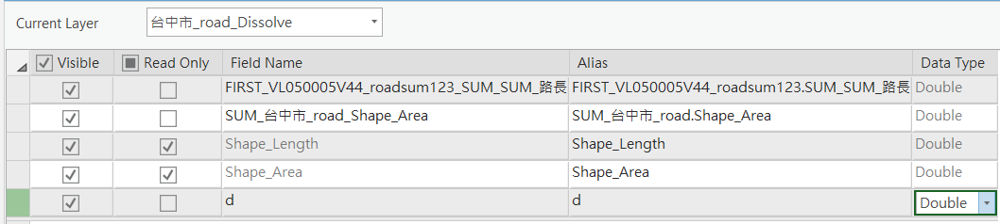 Current Layer 台中市_road_Dissolve
Visible Read Only Field Name Alias Data Type
FIRST_VL050005V44_roadsum123_SUM_SUM_路長 FIRST_VL050005V44_roadsum123.SUM_SUM_路長 Double
SUM_台中市_road_Shape_Area SUM_台中市_road.Shape_Area Double
Shape_Length Shape_Length Double
Shape_Area Shape_Area Double
d d Double